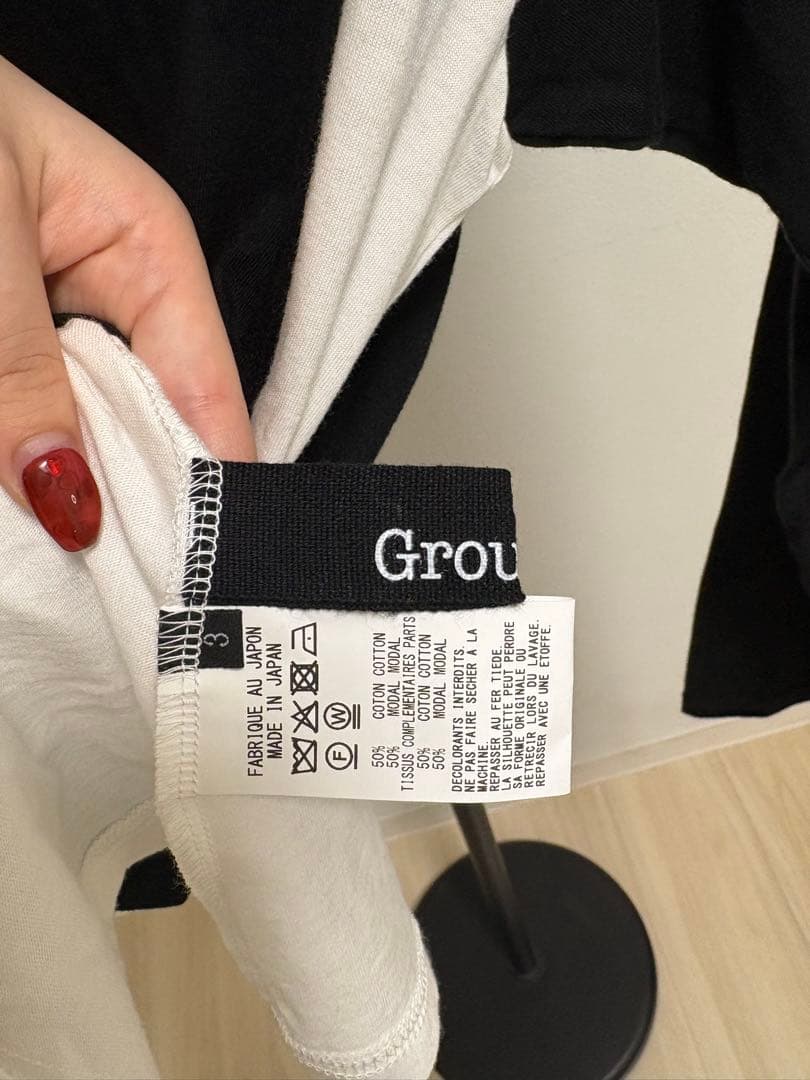 Grou
3
FABRIQUE AU JAPON
MADE IN JAPAN
W
F
50% COTON COTTON
50% MODAL MODAL
TISSUS COMPLEMENTAIRES PARTS
50% COTON COTTON
50% MODAL MODAL
DECOLORANTS INTERDITS.
NE PAS FAIRE SECHER A LA
MACHINE.
REPASSER AU FER TIEDE.
LA SILHOUETTE PEUT PERDRE
SA FORME ORIGINALE OU
RETRECIR LORS DU LAVAGE.
REPASSER AVEC UNE ETOFFE.